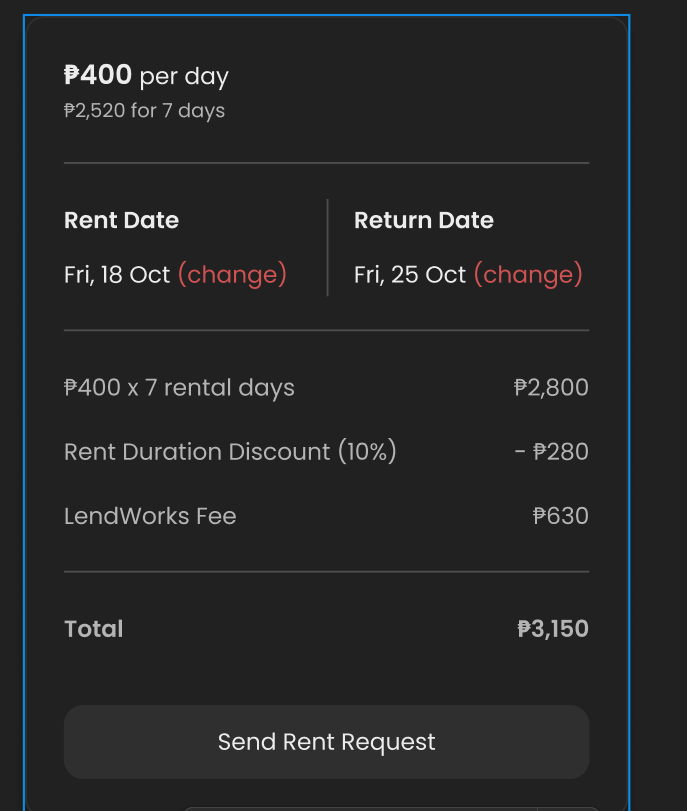 ₱400 per day
₱2,520 for 7 days
Rent Date
Return Date
Fri, 18 Oct (change)
Fri, 25 Oct (change)
₱400 x 7 rental days
₱2,800
Rent Duration Discount (10%)
- ₱280
LendWorks Fee
₱630
Total
₱3,150
Send Rent Request